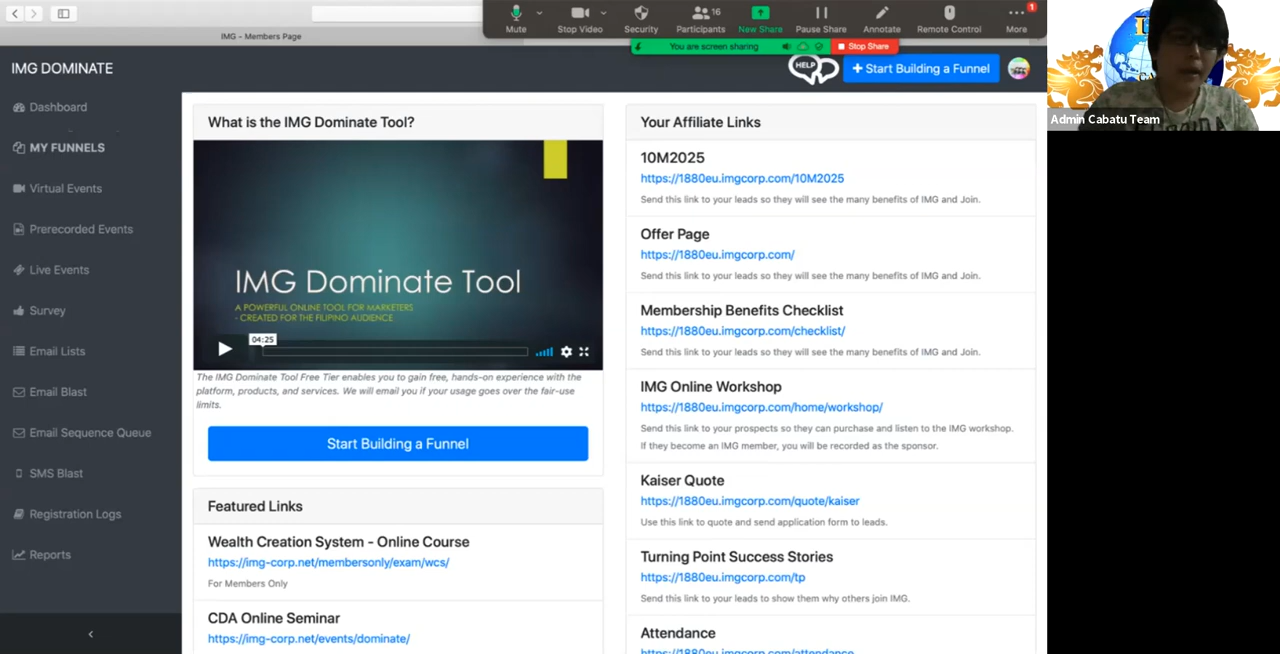 16
1
Mute
Stop Video
Security
Participants
New Share
Pause Share
Annotate
Remote Control
More
IMG - Members Page
You are screen sharing
Stop Share
IMG DOMINATE
HELP
+ Start Building a Funnel
Admin Cabatu Team
Dashboard
MY FUNNELS
Virtual Events
Prerecorded Events
Live Events
Survey
Email Lists
Email Blast
Email Sequence Queue
SMS Blast
Registration Logs
Reports
What is the IMG Dominate Tool?
IMG Dominate Tool
A POWERFUL ONLINE TOOL FOR MARKETERS
- CREATED FOR THE FILIPINO AUDIENCE
04:25
The IMG Dominate Tool Free Tier enables you to gain free, hands-on experience with the
platform, products, and services. We will email you if your usage goes over the fair-use
limits.
Start Building a Funnel
Featured Links
Wealth Creation System - Online Course
https://img-corp.net/membersonly/exam/wcs/
For Members Only
CDA Online Seminar
https://img-corp.net/events/dominate/
Your Affiliate Links
10M2025
https://1880eu.imgcorp.com/10M2025
Send this link to your leads so they will see the many benefits of IMG and Join.
Offer Page
https://1880eu.imgcorp.com/
Send this link to your leads so they will see the many benefits of IMG and Join.
Membership Benefits Checklist
https://1880eu.imgcorp.com/checklist/
Send this link to your leads so they will see the many benefits of IMG and Join.
IMG Online Workshop
https://1880eu.imgcorp.com/home/workshop/
Send this link to your prospects so they can purchase and listen to the IMG workshop.
If they become an IMG member, you will be recorded as the sponsor.
Kaiser Quote
https://1880eu.imgcorp.com/quote/kaiser
Use this link to quote and send application form to leads.
Turning Point Success Stories
https://1880eu.imgcorp.com/tp
Send this link to your leads to show them why others join IMG.
Attendance
https://1880eu.imgcorp.com/attendance